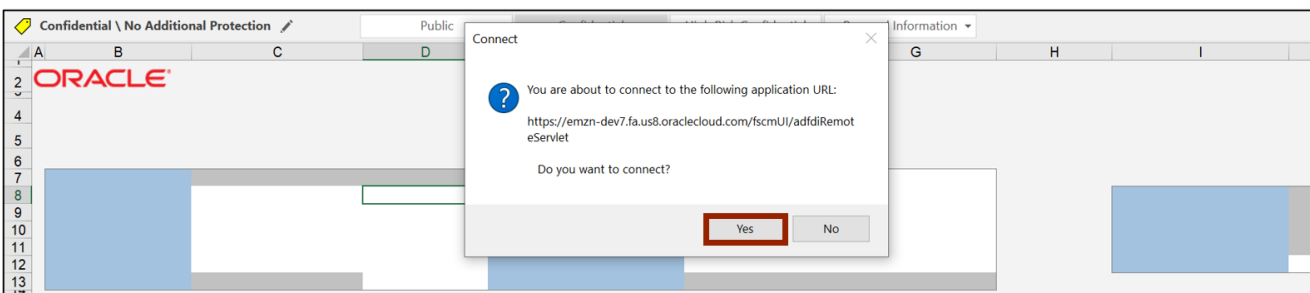 Confidential \ No Additional Protection
Public
Information
Connect
A B C D G H I
2 ORACLE
4
5
6
7
8
9
10
11
12
13
You are about to connect to the following application URL:
https://emzn-dev7.fa.us8.oraclecloud.com/fscmUI/adfdiRemot
eServlet
Do you want to connect?
Yes No